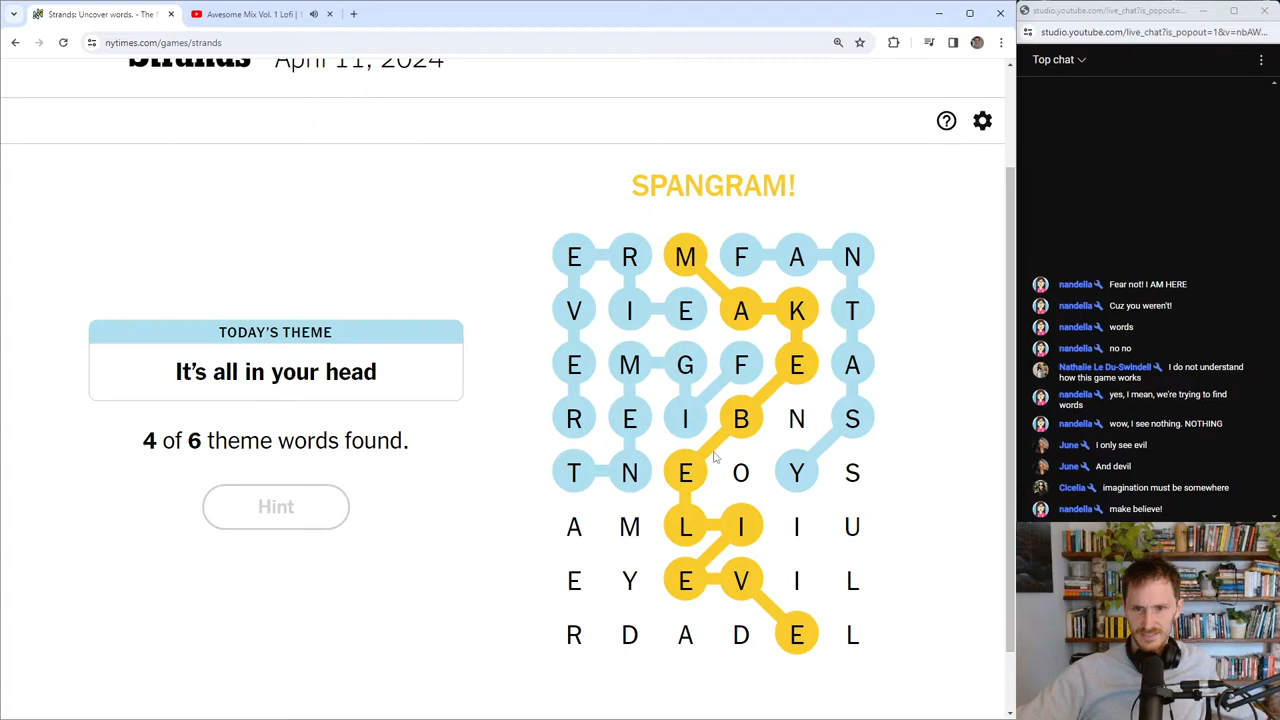 Strands: Uncover words. • The N
Awesome Mix Vol. 1 Lofi |
nytimes.com/games/strands
studio.youtube.com/live_chat?is_popout=...
studio.youtube.com/live_chat?is_popout=1&v=nbAW...
Strands April 11, 2024
Top chat
SPANGRAM!
TODAY'S THEME
It's all in your head
4 of 6 theme words found.
Hint
E R M F A N
V I E A K T
E M G F E A
R E I B N S
T N E O Y S
A M L I I U
E Y E V I L
R D A D E L
nandella Fear not! I AM HERE
nandella Cuz you weren't!
nandella words
nandella no no
Nathalie Le Du-Swindell I do not understand
how this game works
nandella yes, I mean, we're trying to find
words
nandella wow, I see nothing. NOTHING
June I only see evil
June And devil
Cicelia imagination must be somewhere
nandella make believe!